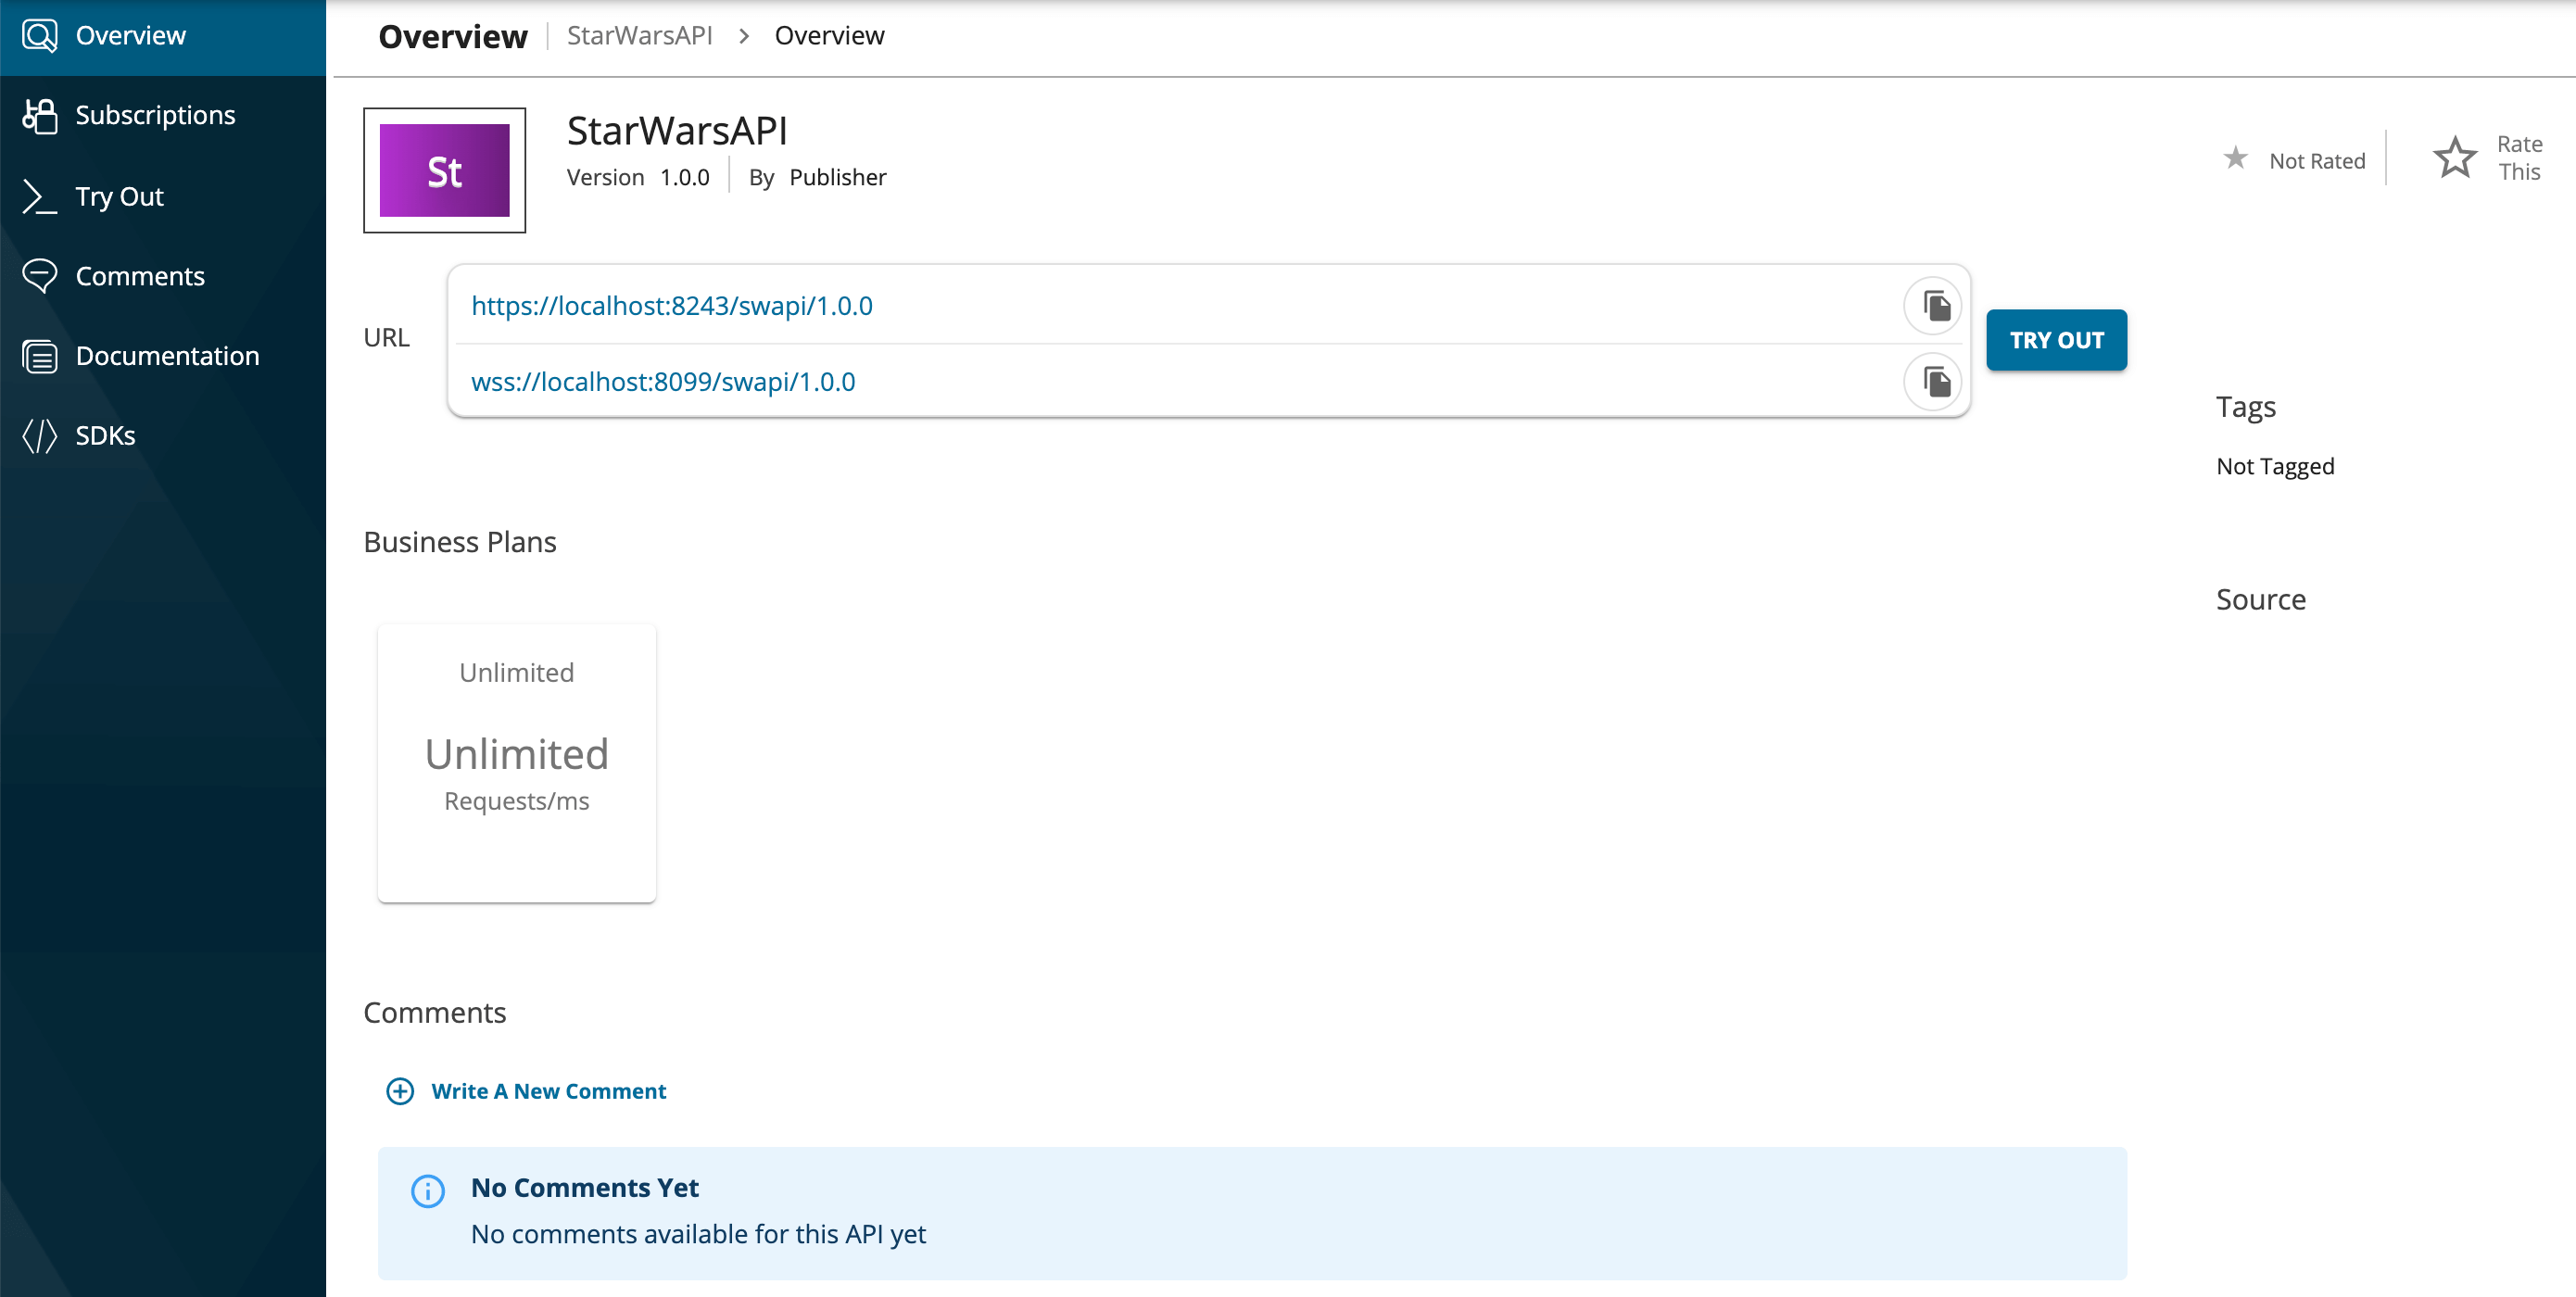 Overview
Subscriptions
Try Out
Comments
Documentation
SDKs
Overview StarWarsAPI > Overview
St
StarWarsAPI
Version 1.0.0 By Publisher
Not Rated
Rate
This
URL
https://localhost:8243/swapi/1.0.0
wss://localhost:8099/swapi/1.0.0
TRY OUT
Tags
Not Tagged
Source
Business Plans
Unlimited
Unlimited
Requests/ms
Comments
Write A New Comment
No Comments Yet
No comments available for this API yet